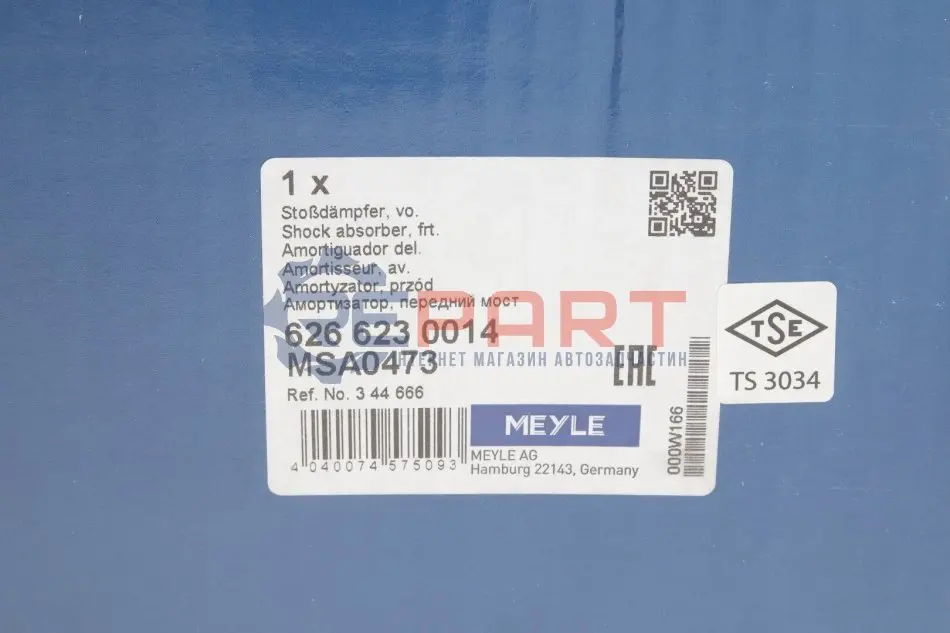 1 x
Stoßdämpfer, vo.
Shock absorber, frt.
Amortiguador del.
Amortisseur, av.
Amortyzator, przód
Амортизатор, передний мост
626 623 0014
MSA0473
Ref. No. 3 44 666
4 040074 575093
MEYLE
MEYLE AG
Hamburg 22143, Germany
EAC
000W166
TSE
TS 3034
PART
ІНТЕРНЕТ МАГАЗИН АВТОЗАПЧАСТИН